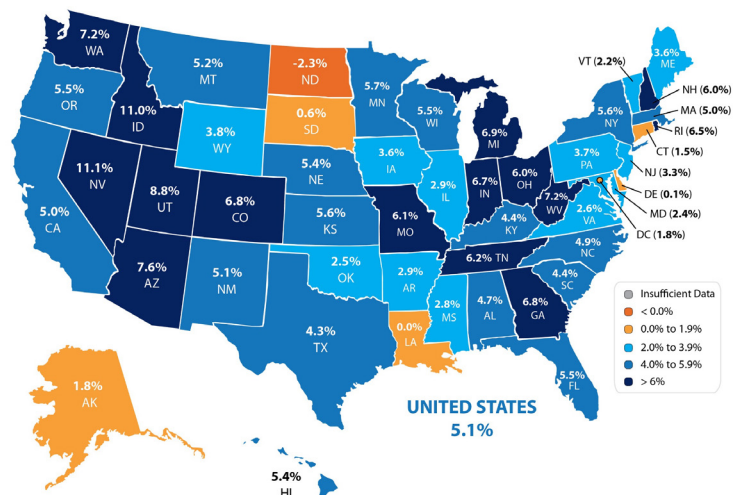 7.2%
WA
5.5%
OR
5.0%
CA
11.0%
ID
11.1%
NV
5.2%
MT
3.8%
WY
8.8%
UT
7.6%
AZ
6.8%
CO
5.1%
NM
-2.3%
ND
0.6%
SD
5.4%
NE
5.6%
KS
2.5%
OK
4.3%
TX
5.7%
MN
3.6%
IA
6.1%
MO
2.9%
AR
0.0%
LA
5.5%
WI
2.9%
IL
6.9%
MI
6.7%
IN
6.0%
OH
4.4%
KY
6.2% TN
2.8%
MS
4.7%
AL
6.8%
GA
5.5%
FL
4.4%
SC
4.9%
NC
2.6%
VA
7.2%
WV
3.7%
PA
5.6%
NY
3.6%
ME
VT (2.2%)
NH (6.0%)
MA (5.0%)
RI (6.5%)
CT (1.5%)
NJ (3.3%)
DE (0.1%)
MD (2.4%)
DC (1.8%)
1.8%
AK
5.4%
HI
UNITED STATES
5.1%
Insufficient Data
< 0.0%
0.0% to 1.9%
2.0% to 3.9%
4.0% to 5.9%
> 6%